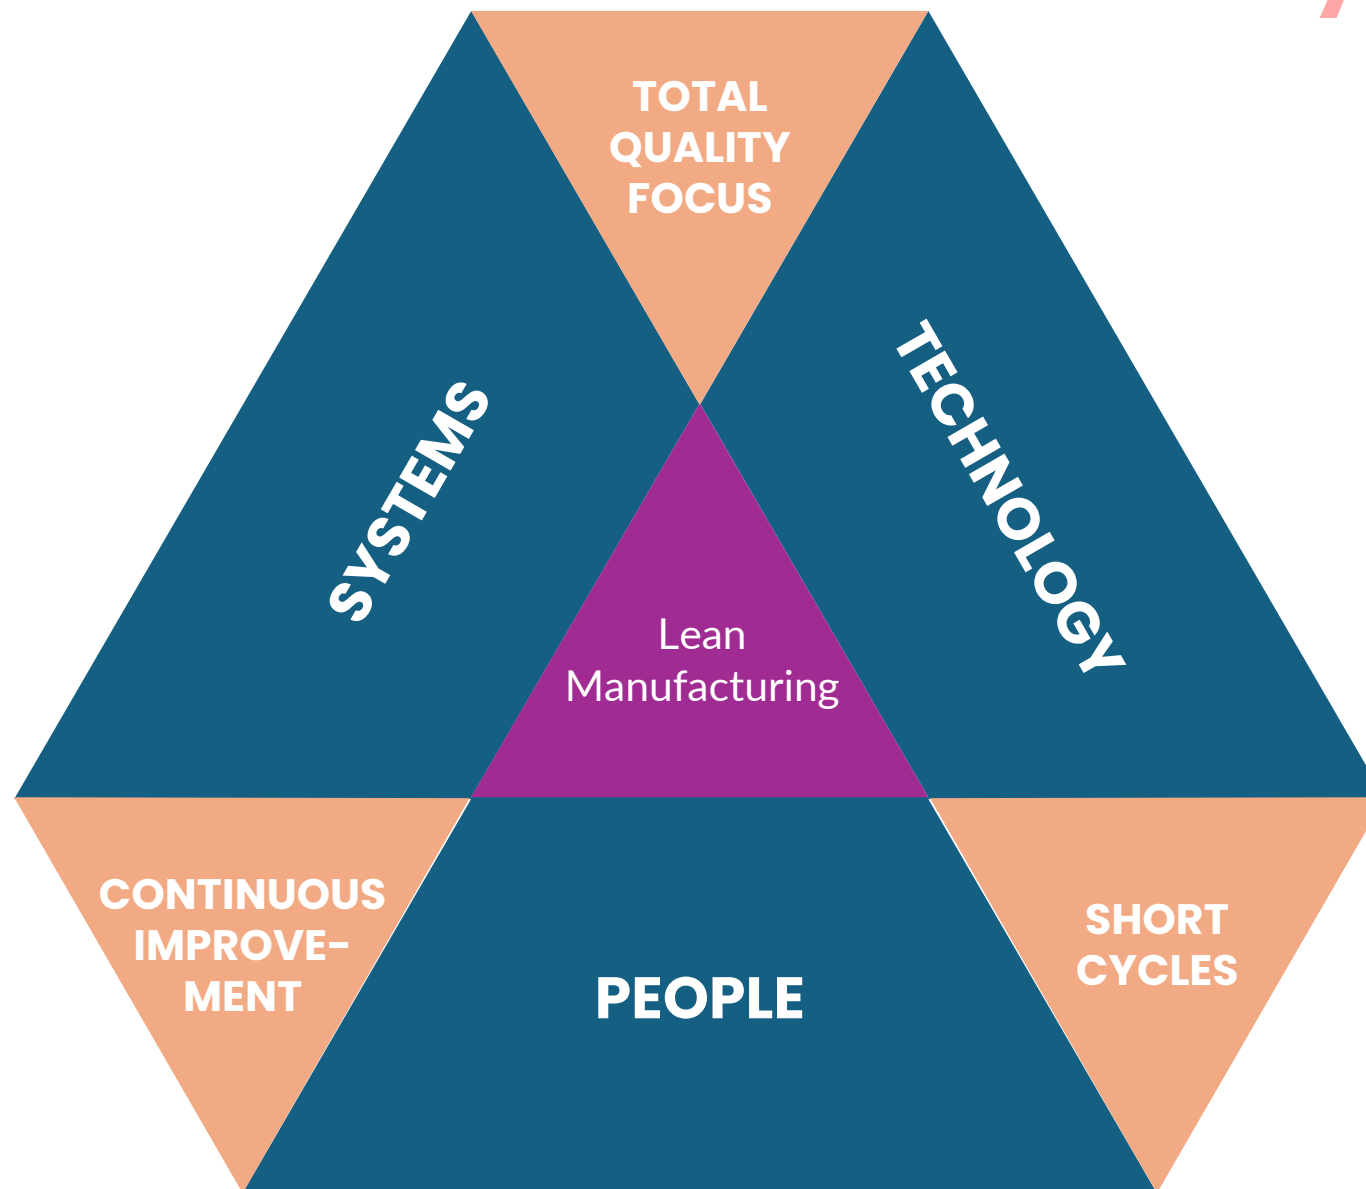 TOTAL
QUALITY
FOCUS
SYSTEMS
TECHNOLOGY
Lean
Manufacturing
CONTINUOUS
IMPROVE-
MENT
PEOPLE
SHORT
CYCLES